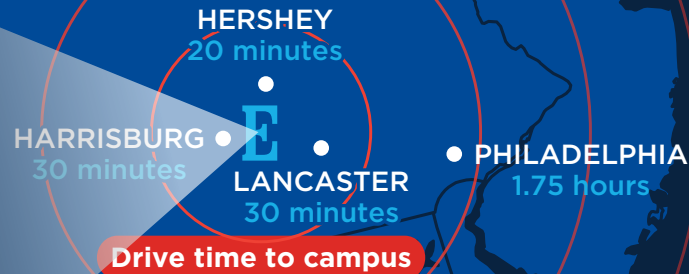 HERSHEY
20 minutes
HARRISBURG
30 minutes
E
LANCASTER
30 minutes
PHILADELPHIA
1.75 hours
Drive time to campus